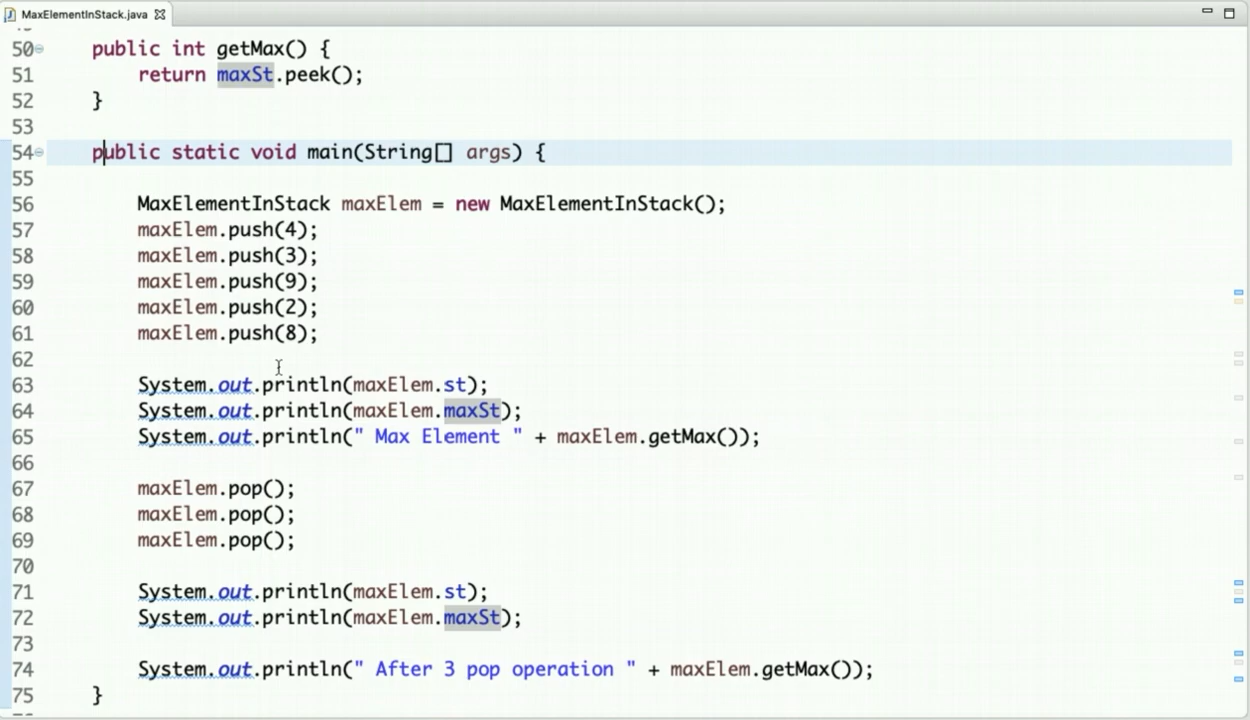 MaxElementInStack.java
50 public int getMax() {
51 return maxSt.peek();
52 }
53
54 public static void main(String[] args) {
55
56 MaxElementInStack maxElem = new MaxElementInStack();
57 maxElem.push(4);
58 maxElem.push(3);
59 maxElem.push(9);
60 maxElem.push(2);
61 maxElem.push(8);
62
63 System.out.println(maxElem.st);
64 System.out.println(maxElem.maxSt);
65 System.out.println(" Max Element " + maxElem.getMax());
66
67 maxElem.pop();
68 maxElem.pop();
69 maxElem.pop();
70
71 System.out.println(maxElem.st);
72 System.out.println(maxElem.maxSt);
73
74 System.out.println(" After 3 pop operation " + maxElem.getMax());
75 }